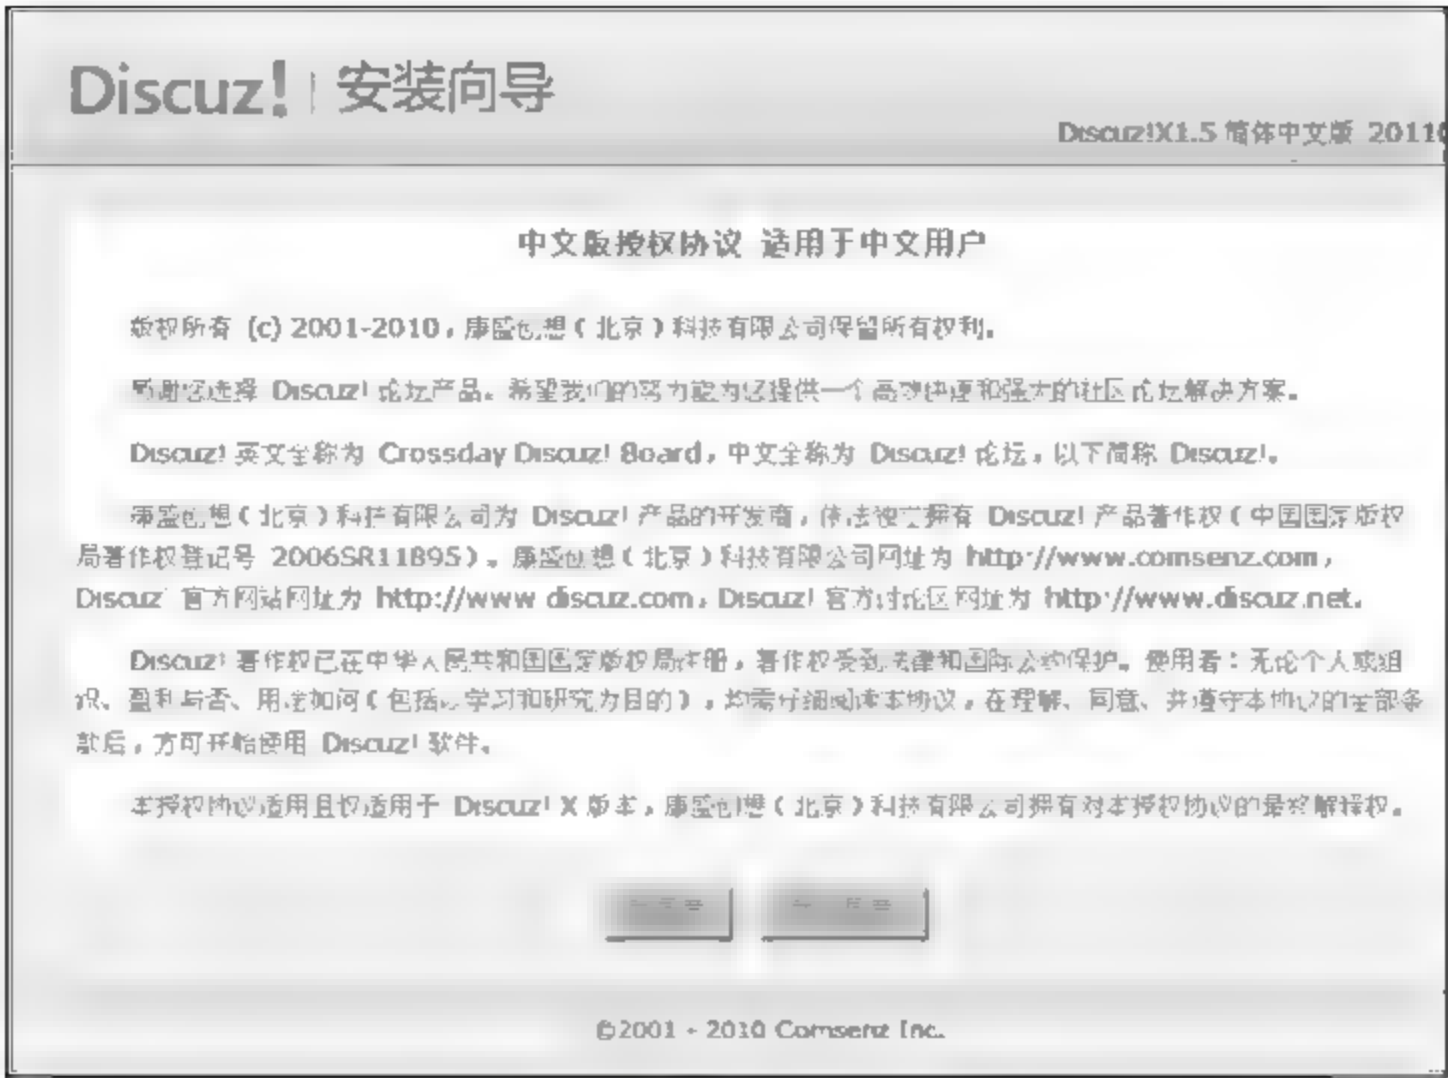 Discuz! | 安装向导
Discuz!X1.5 简体中文版 2011
中文版授权协议 适用于中文用户
版权所有 (c) 2001-2010，康盛创想（北京）科技有限公司保留所有权利。
感谢您选择 Discuz! 论坛产品。希望我们的努力能为您提供一个高效快速和强大的社区论坛解决方案。
Discuz! 英文全称为 Crossday Discuz! Board，中文全称为 Discuz! 论坛，以下简称 Discuz!。
康盛创想（北京）科技有限公司为 Discuz! 产品的开发商，依法独立拥有 Discuz! 产品著作权（中国国家版权
局著作权登记号 2006SR11895）。康盛创想（北京）科技有限公司网址为 http://www.comsenz.com，
Discuz! 官方网站网址为 http://www.discuz.com，Discuz! 官方讨论区网址为 http://www.discuz.net。
Discuz! 著作权已在中华人民共和国国家版权局注册，著作权受到法律和国际公约保护。使用者：无论个人或组
织、盈利与否、用途如何（包括以学习和研究为目的），均需仔细阅读本协议，在理解、同意、并遵守本协议的全部条
款后，方可开始使用 Discuz! 软件。
本授权协议适用且仅适用于 Discuz! X 版本，康盛创想（北京）科技有限公司拥有对本授权协议的最终解释权。
©2001 - 2010 Comsenz Inc.